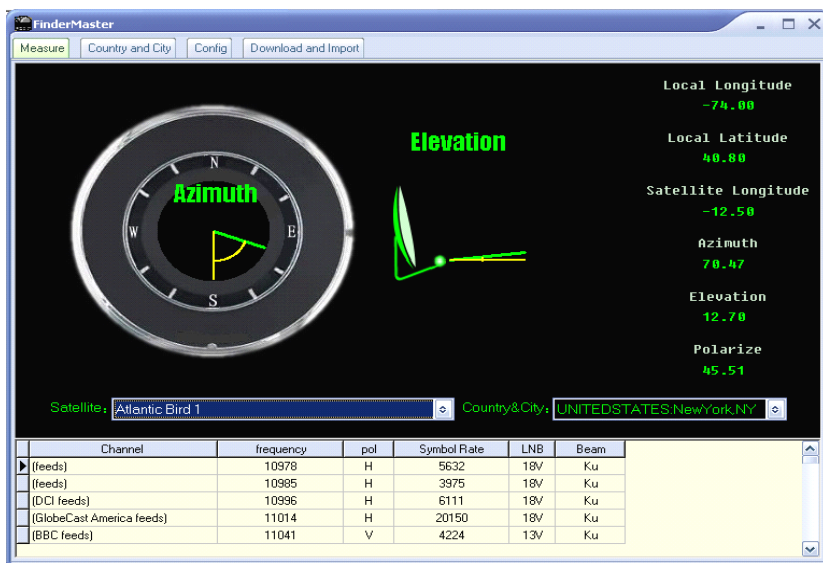 FinderMaster
Measure Country and City Config Download and Import
Local Longitude
-74.00
Elevation
Local Latitude
40.80
N
Azimuth
Satellite Longitude
-12.50
W E
Azimuth
70.47
S
Elevation
12.70
Polarize
45.51
Satellite: Atlantic Bird 1 Country&City: UNITEDSTATES:NewYork,NY
Channel frequency pol Symbol Rate LNB Beam
(feeds) 10978 H 5632 18V Ku
(feeds) 10985 H 3975 18V Ku
(DCI feeds) 10996 H 6111 18V Ku
(GlobeCast America feeds) 11014 H 20150 18V Ku
(BBC feeds) 11041 V 4224 13V Ku